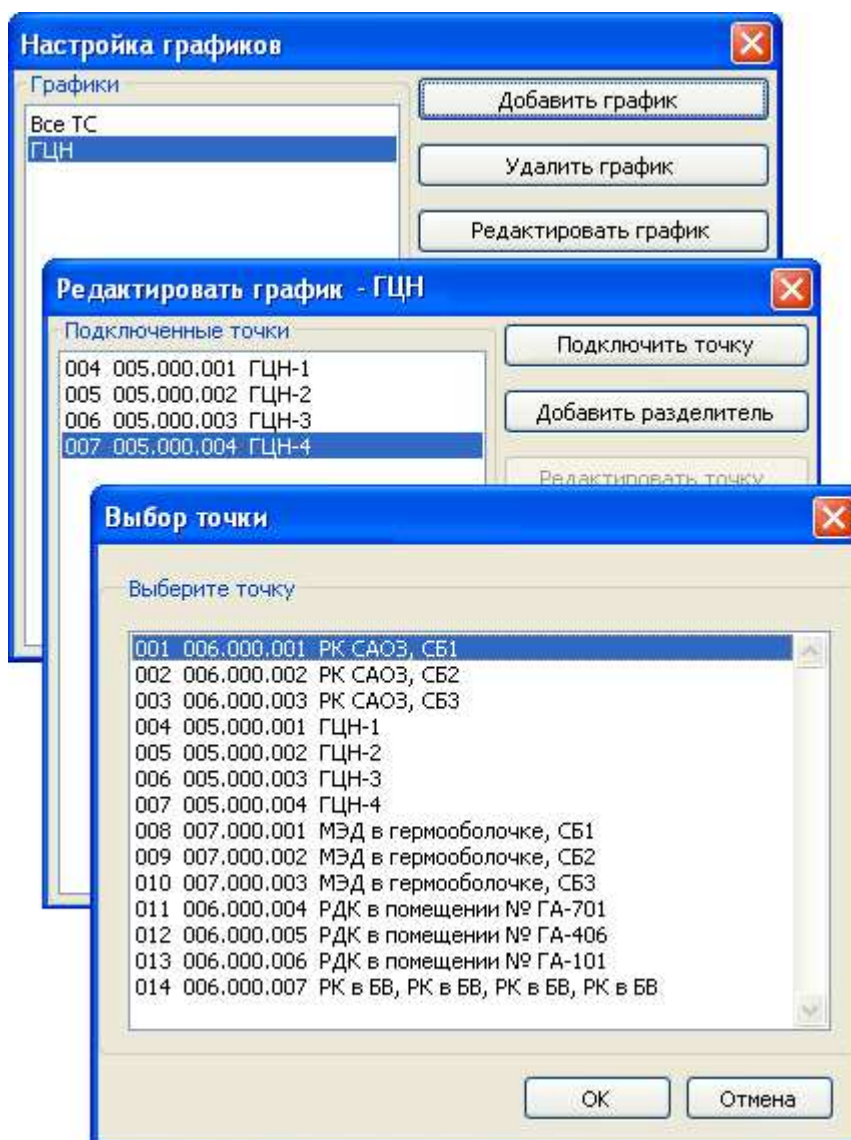 Настройка графиков
Графики
Все ТС
ГЦН
Добавить график
Удалить график
Редактировать график
Редактировать график - ГЦН
Подключенные точки
004 005.000.001 ГЦН-1
005 005.000.002 ГЦН-2
006 005.000.003 ГЦН-3
007 005.000.004 ГЦН-4
Подключить точку
Добавить разделитель
Редактировать точку
Выбор точки
Выберите точку
001 006.000.001 РК САОЗ, СБ1
002 006.000.002 РК САОЗ, СБ2
003 006.000.003 РК САОЗ, СБ3
004 005.000.001 ГЦН-1
005 005.000.002 ГЦН-2
006 005.000.003 ГЦН-3
007 005.000.004 ГЦН-4
008 007.000.001 МЭД в гермооболочке, СБ1
009 007.000.002 МЭД в гермооболочке, СБ2
010 007.000.003 МЭД в гермооболочке, СБ3
011 006.000.004 РДК в помещении № ГА-701
012 006.000.005 РДК в помещении № ГА-406
013 006.000.006 РДК в помещении № ГА-101
014 006.000.007 РК в БВ, РК в БВ, РК в БВ, РК в БВ
ОК
Отмена